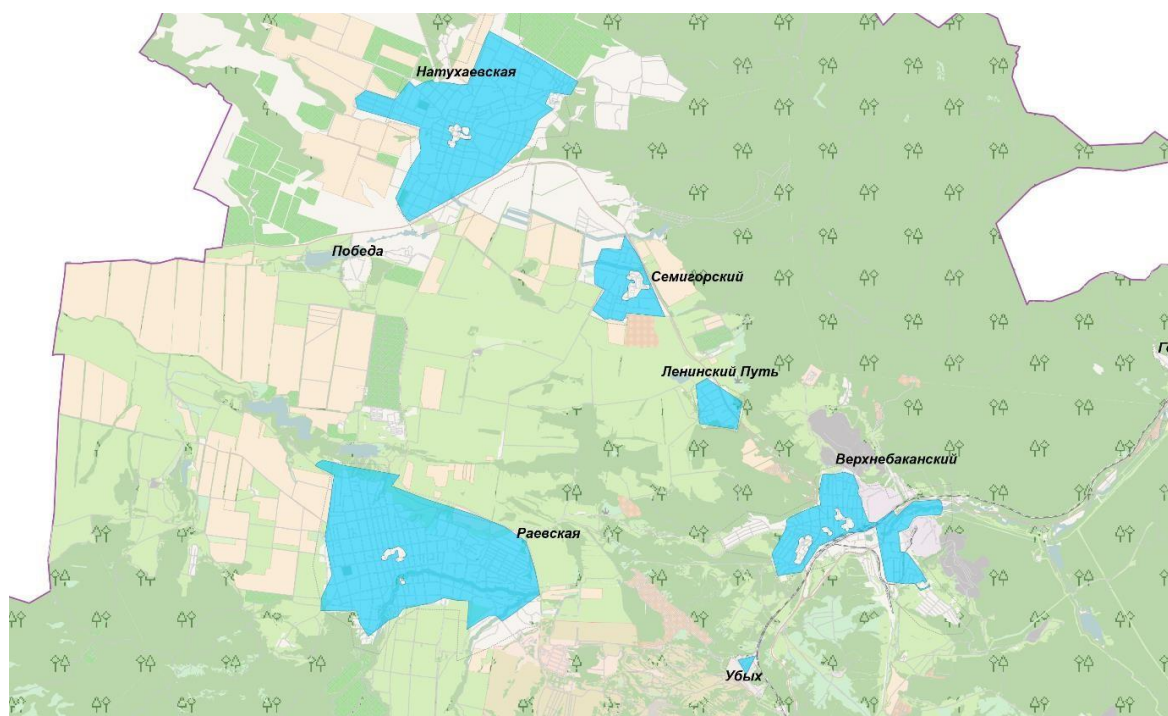 Натухаевская
Победа
Семигорский
Ленинский Путь
Верхнебаканский
Раевская
Убых